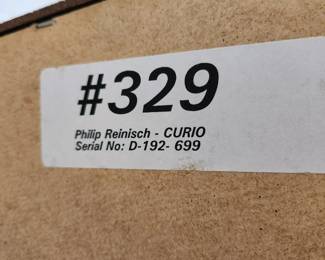 #329
Philip Reinisch - CURIO
Serial No: D-192- 699